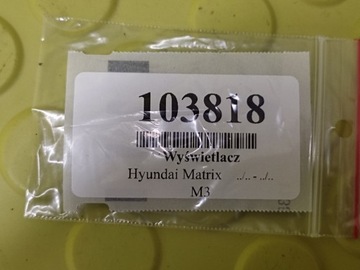 103818
Wyświetlacz
Hyundai Matrix ../.. - ../..
M3